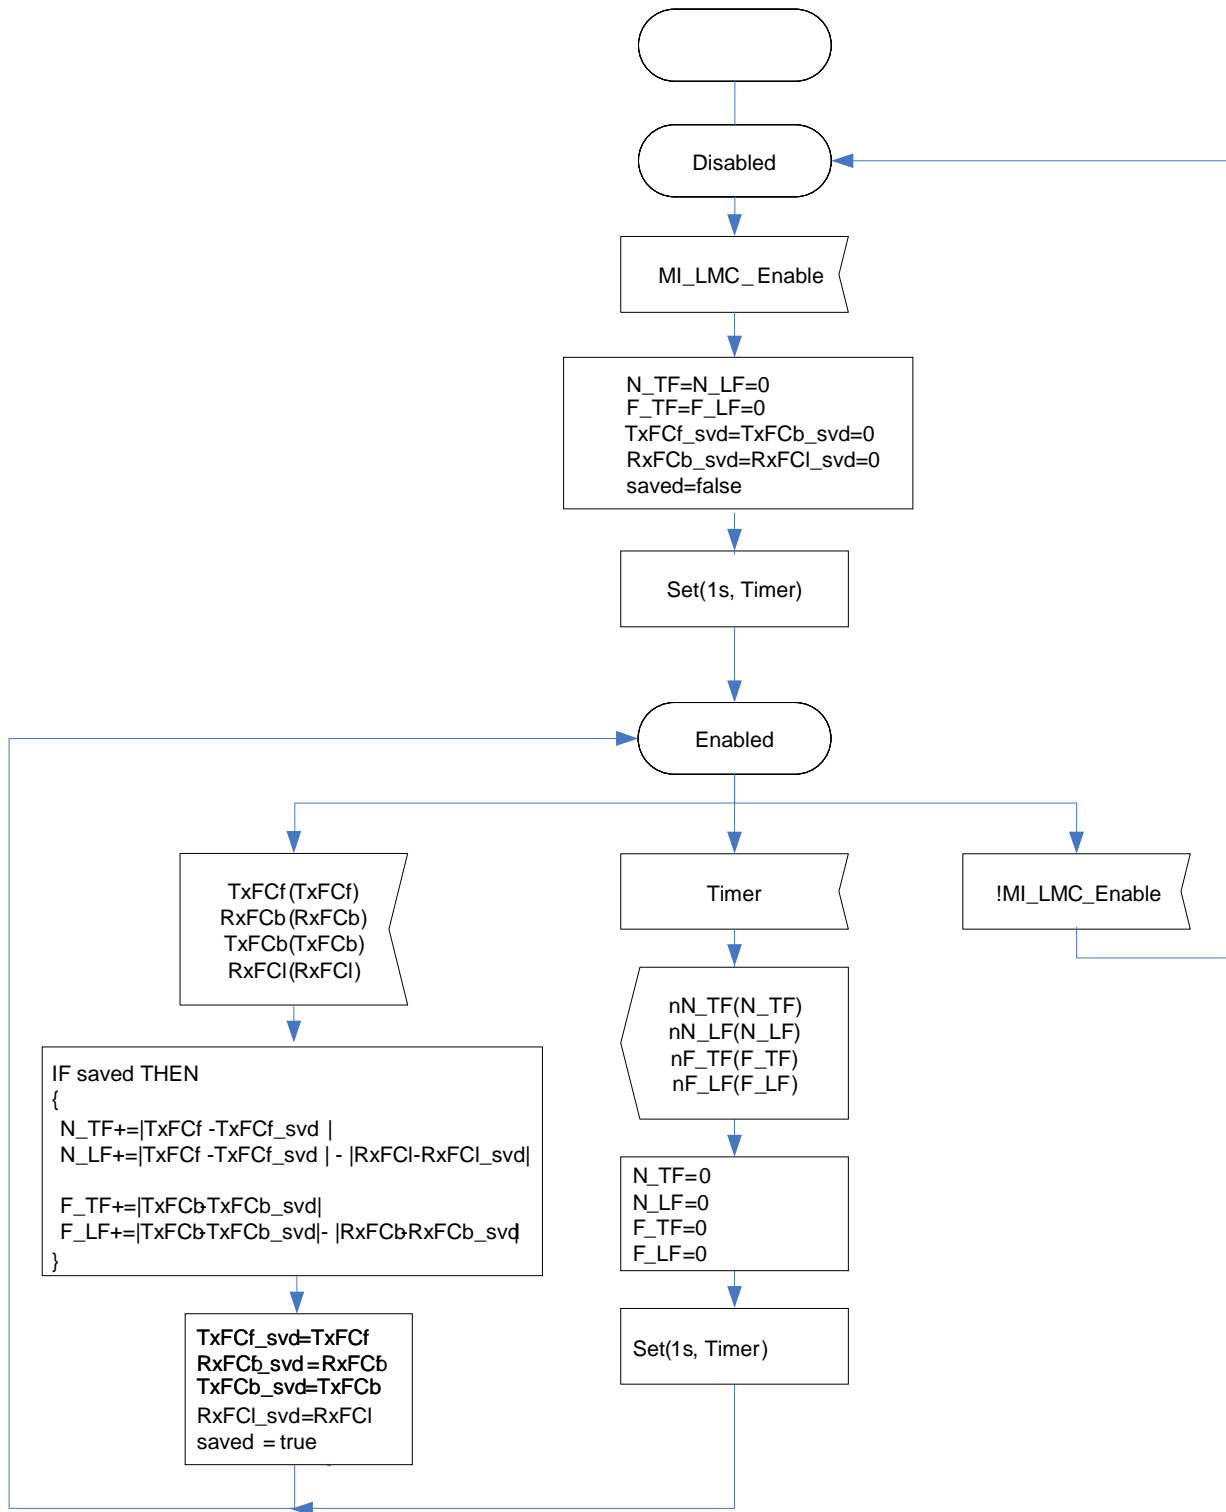 Disabled
MI_LMC_ Enable
N_TF=N_LF=0
F_TF=F_LF=0
TxFCf_svd=TxFCb_svd=0
RxFCb_svd=RxFCl_svd=0
saved=false
Set(1s, Timer)
Enabled
TxFCf(TxFCf)
RxFCb(RxFCb)
TxFCb(TxFCb)
RxFCl(RxFCl)
IF saved THEN
{
N_TF+=|TxFCf -TxFCf_svd |
N_LF+=|TxFCf -TxFCf_svd | - |RxFCl-RxFCl_svd|
F_TF+=|TxFCb-TxFCb_svd|
F_LF+=|TxFCb-TxFCb_svd|- |RxFCb-RxFCb_svd|
}
TxFCf_svd=TxFCf
RxFCb_svd=RxFCb
TxFCb_svd=TxFCb
RxFCl_svd=RxFCl
saved = true
Timer
nN_TF(N_TF)
nN_LF(N_LF)
nF_TF(F_TF)
nF_LF(F_LF)
N_TF=0
N_LF=0
F_TF=0
F_LF=0
Set(1s, Timer)
!MI_LMC_Enable